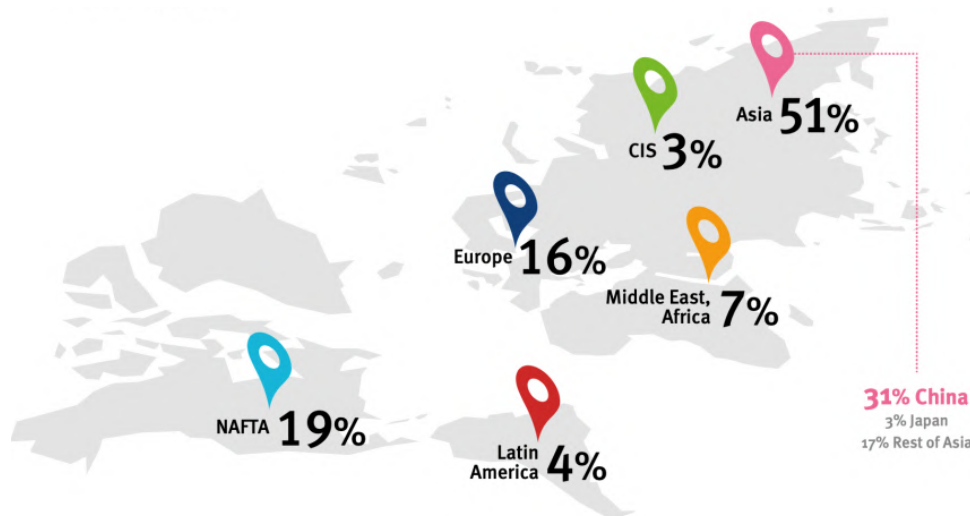 Asia 51%
CIS 3%
Europe 16%
Middle East,
Africa 7%
NAFTA 19%
Latin
America 4%
31% China
3% Japan
17% Rest of Asia